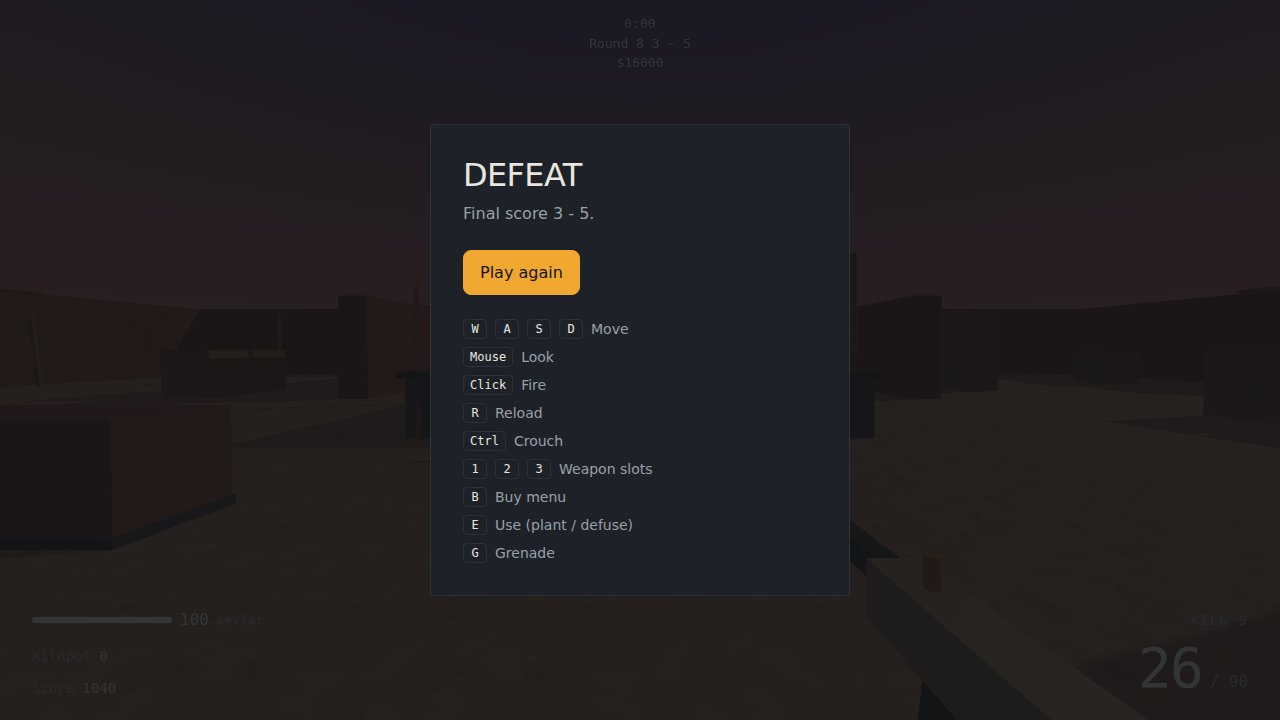 0:00
Round 8 3 - 5
$16000
DEFEAT
Final score 3 - 5.
Play again
W A S D Move
Mouse Look
Click Fire
R Reload
Ctrl Crouch
1 2 3 Weapon slots
B Buy menu
E Use (plant / defuse)
G Grenade
100 kevlar
Kilnpot 0
Score 1040
KILN-9
26 / 90